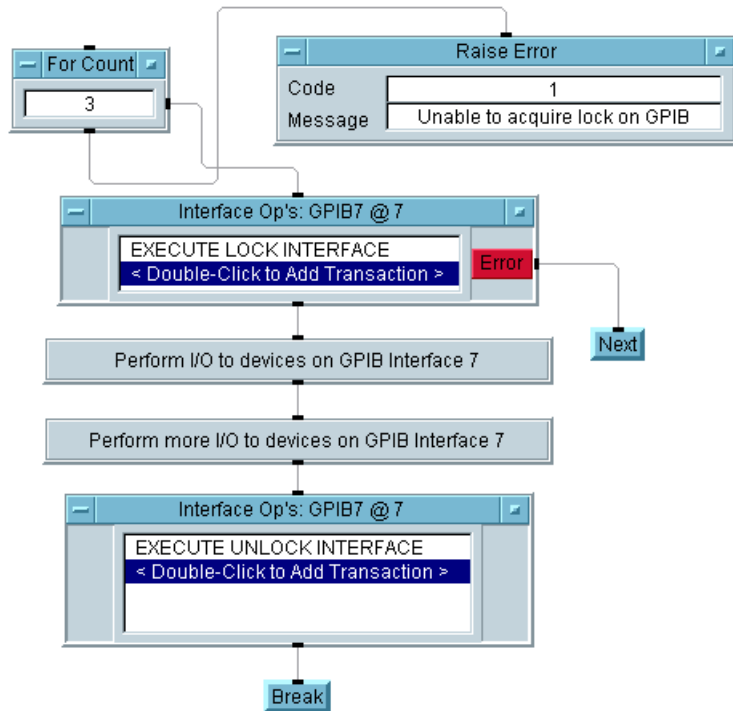 For Count
3
Raise Error
Code
1
Message
Unable to acquire lock on GPIB
Interface Op's: GPIB7 @ 7
EXECUTE LOCK INTERFACE
< Double-Click to Add Transaction >
Error
Next
Perform I/O to devices on GPIB Interface 7
Perform more I/O to devices on GPIB Interface 7
Interface Op's: GPIB7 @ 7
EXECUTE UNLOCK INTERFACE
< Double-Click to Add Transaction >
Break